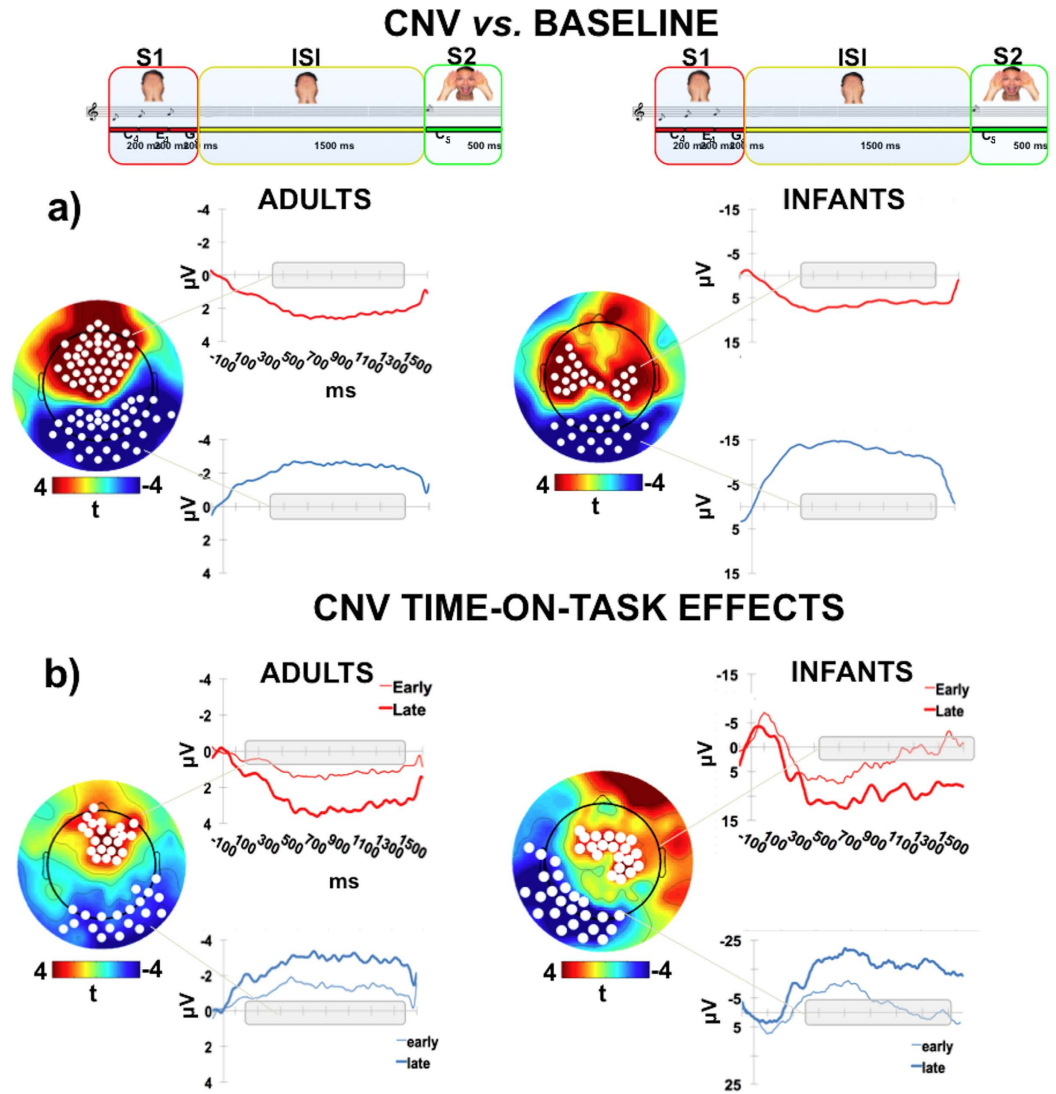 CNV vs. BASELINE
S1 ISI S2 S1 ISI S2
C4 E4 G C5 C4 E4 G C5
200 ms 1500 ms 500 ms 200 ms 1500 ms 500 ms
a) ADULTS INFANTS
-4 -15
-2 -5
µV 0 µV
2 5
4 15
-100 100 300 500 700 900 1100 1300 1500
ms
-4 -15
4 -4 -2 4 -4 -5
t µV 0 t µV
2 5
4 15
CNV TIME-ON-TASK EFFECTS
b) ADULTS INFANTS
-4 Early -15 Early
-2 Late -5 Late
µV 0 µV 0
2 5
4 15
-100 100 300 500 700 900 1100 1300 1500 -100 100 300 500 700 900 1100 1300 1500
ms
-4 -25
4 -4 -2 4 -4
t µV 0 t µV -5
2 early 5 early
4 late 25 late